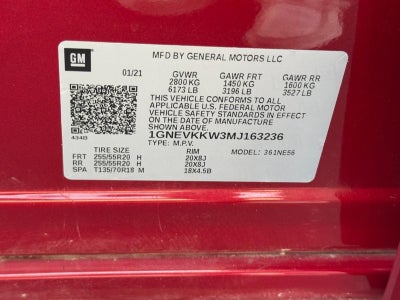 GM
MFD BY GENERAL MOTORS LLC
01/21 GVWR GAWR FRT GAWR RR
2800 KG 1450 KG 1600 KG
6173 LB 3196 LB 3527 LB
THIS VEHICLE CONFORMS TO ALL
APPLICABLE U.S. FEDERAL MOTOR
VEHICLE SAFETY STANDARDS IN EFFECT
ON THE DATE OF MANUFACTURE
SHOWN ABOVE.
434B 1GNEVKKW3MJ163236
TYPE: M.P.V. MODEL: 361NE56
TIRE SIZE RIM
FRT 255/55R20 H 20X8J
RR 255/55R20 H 20X8J
SPA T135/70R18 M 18X4.5B